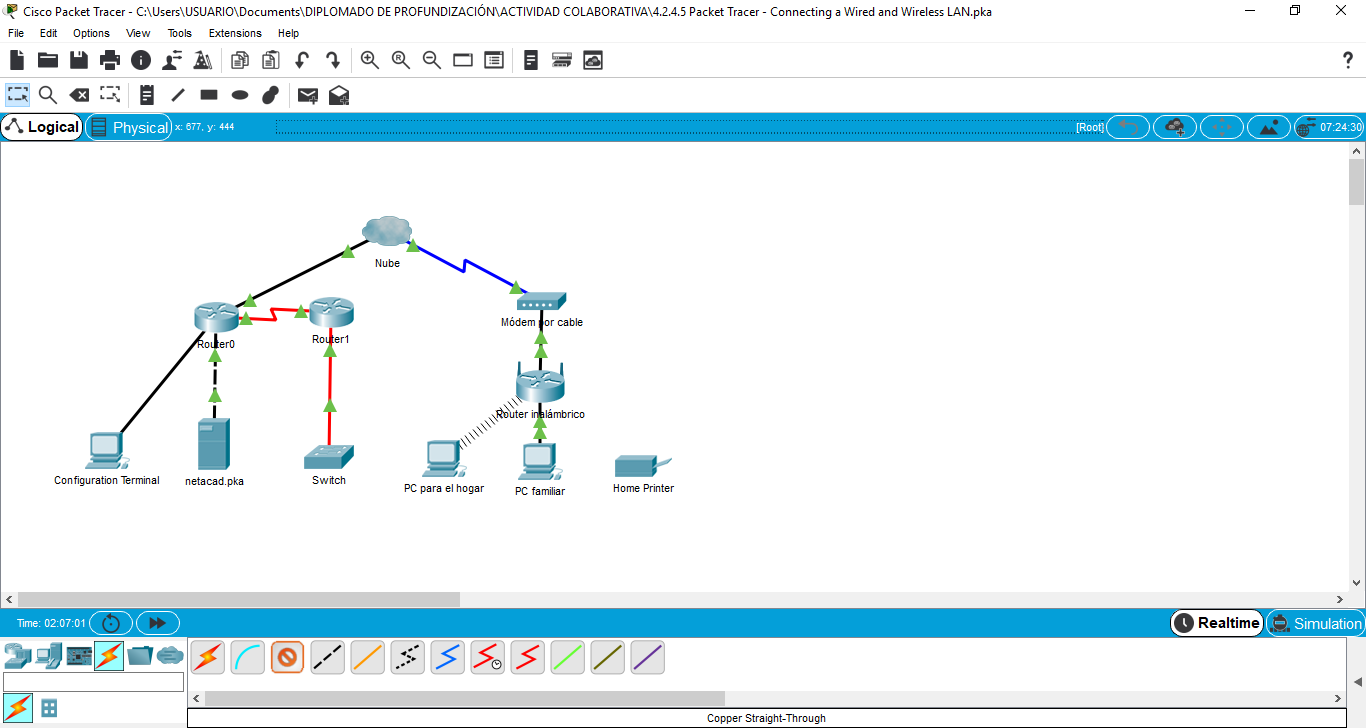 Cisco Packet Tracer - C:\Users\USUARIO\Documents\DIPLOMADO DE PROFUNDIZACIÓN\ACTIVIDAD COLABORATIVA\4.2.4.5 Packet Tracer - Connecting a Wired and Wireless LAN.pka
File Edit Options View Tools Extensions Help
Logical Physical x: 677, y: 444 [Root] 07:24:30
Nube
Módem por cable
Router0
Router1
Router inalámbrico
Configuration Terminal
netacad.pka
Switch
PC para el hogar
PC familiar
Home Printer
Time: 02:07:01 Realtime Simulation
Copper Straight-Through